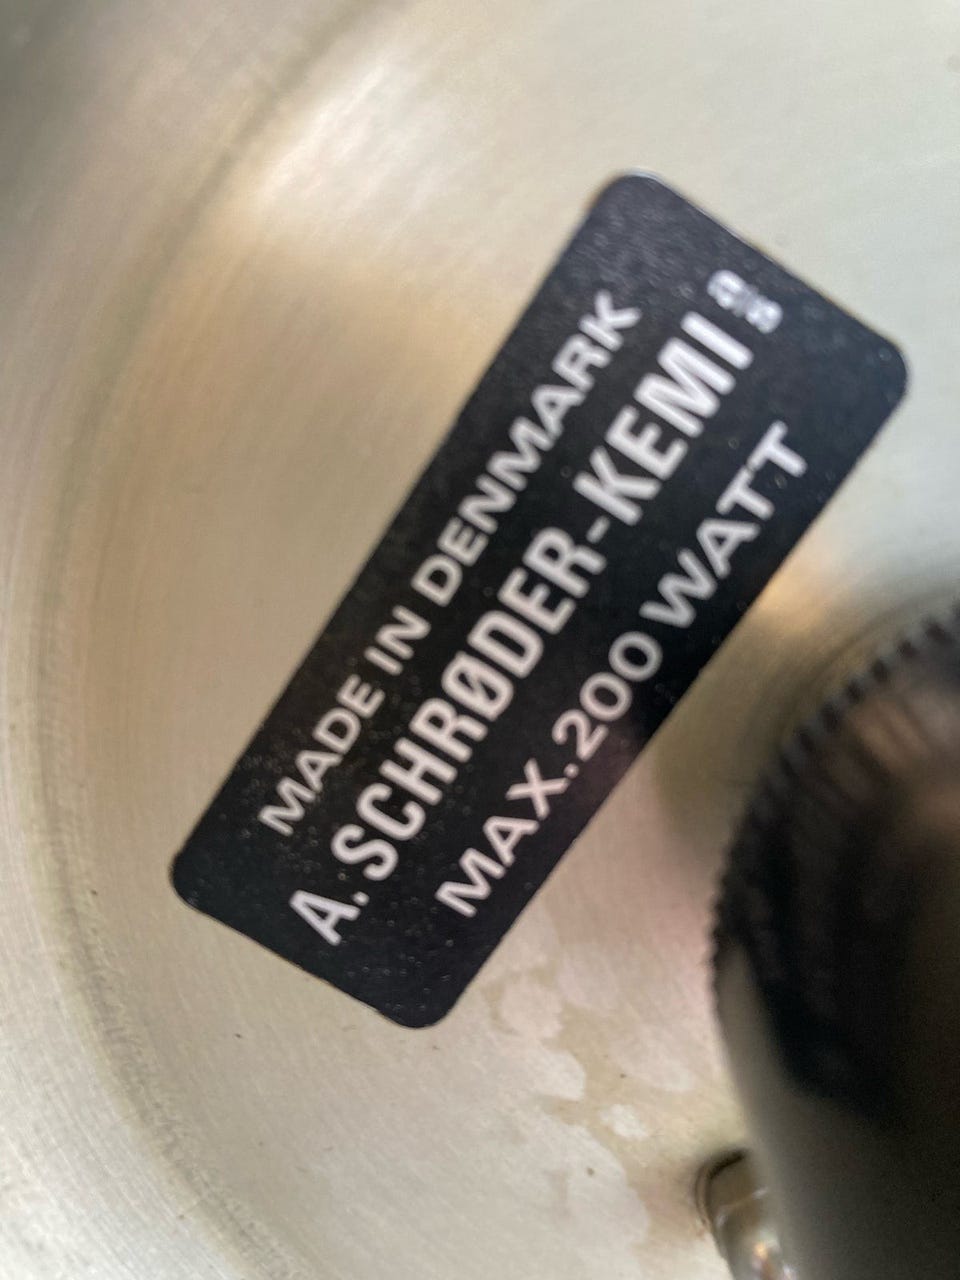 MADE IN DENMARK
A. SCHRØDER-KEMI A/S
MAX. 200 WATT